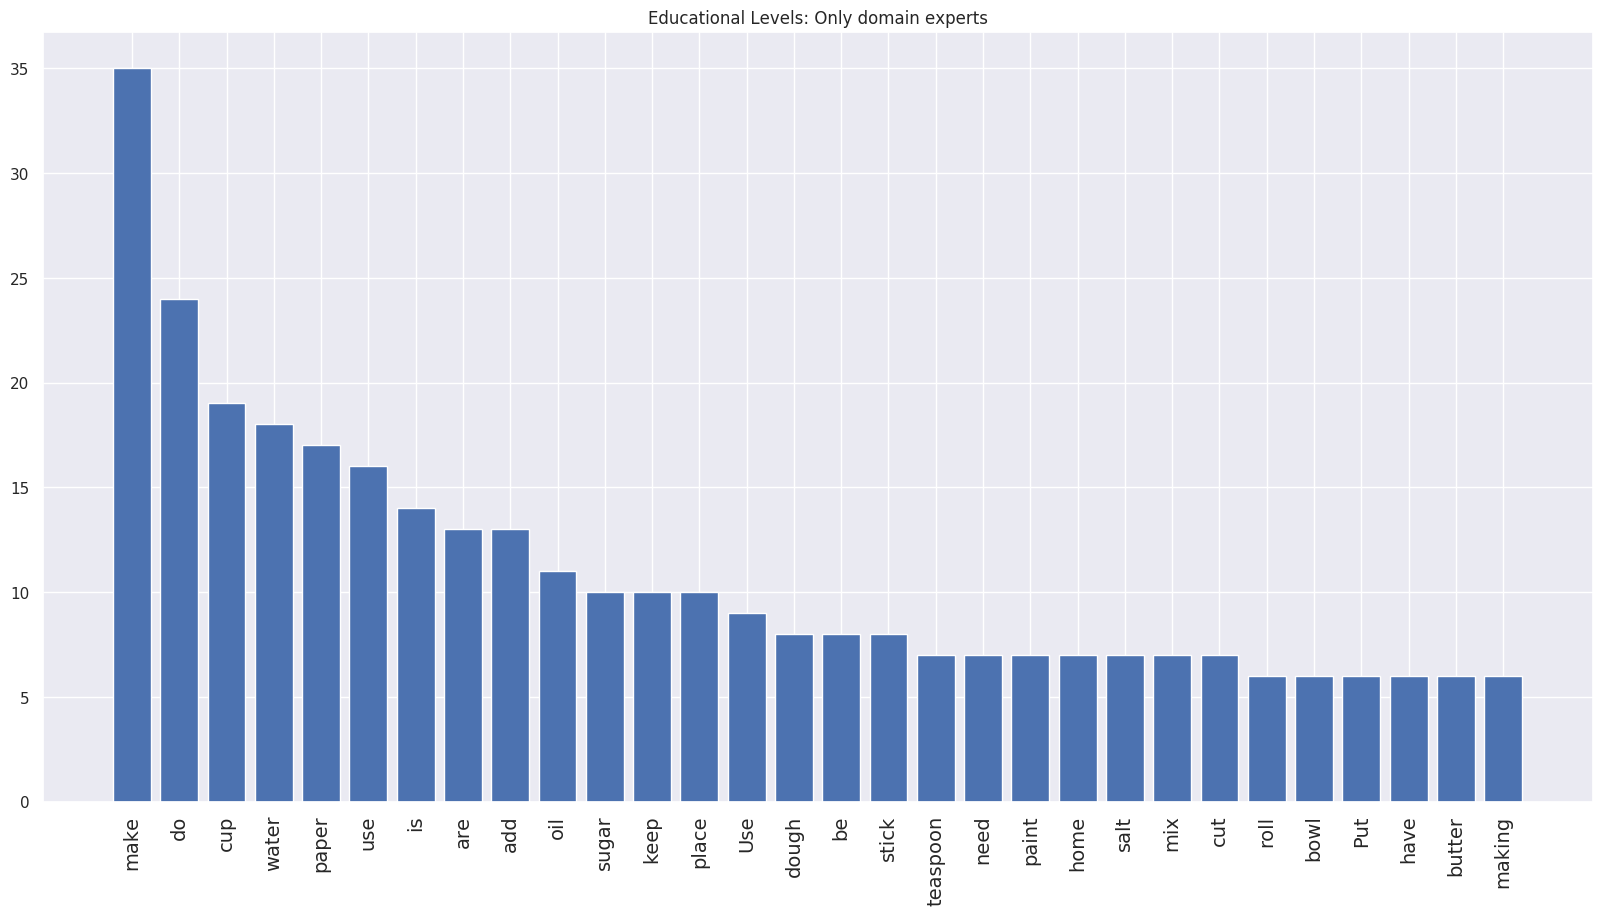 Educational Levels: Only domain experts
35
30
25
20
15
10
5
0
make
do
cup
water
paper
use
is
are
add
oil
sugar
keep
place
Use
dough
be
stick
teaspoon
need
paint
home
salt
mix
cut
roll
bowl
Put
have
butter
making